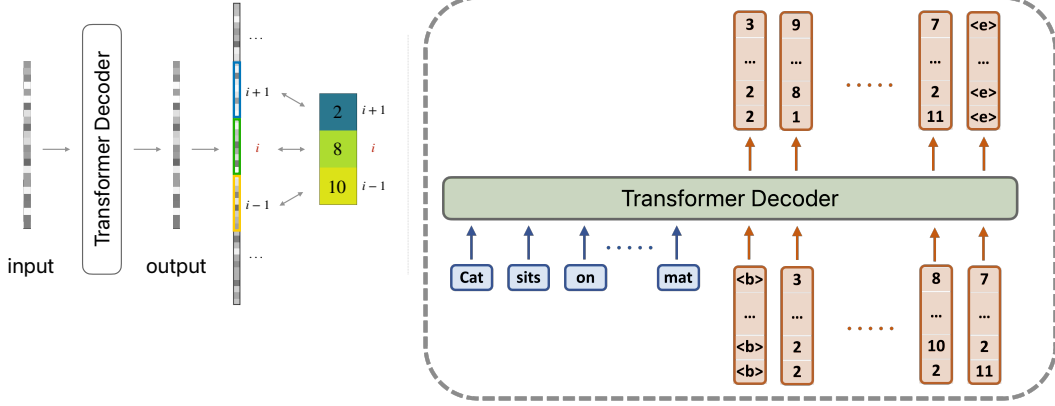 ...
i+1
2 i+1
Transformer Decoder
i
8 i
10 i−1
i−1
input
output
...
3 9 7 <e>
... ... ... ...
2 8 2 <e>
2 1 11 <e>
......
Transformer Decoder
Cat sits on ...... mat
<b> 3 8 7
... ... ... ...
......
<b> 2 10 2
<b> 2 2 11